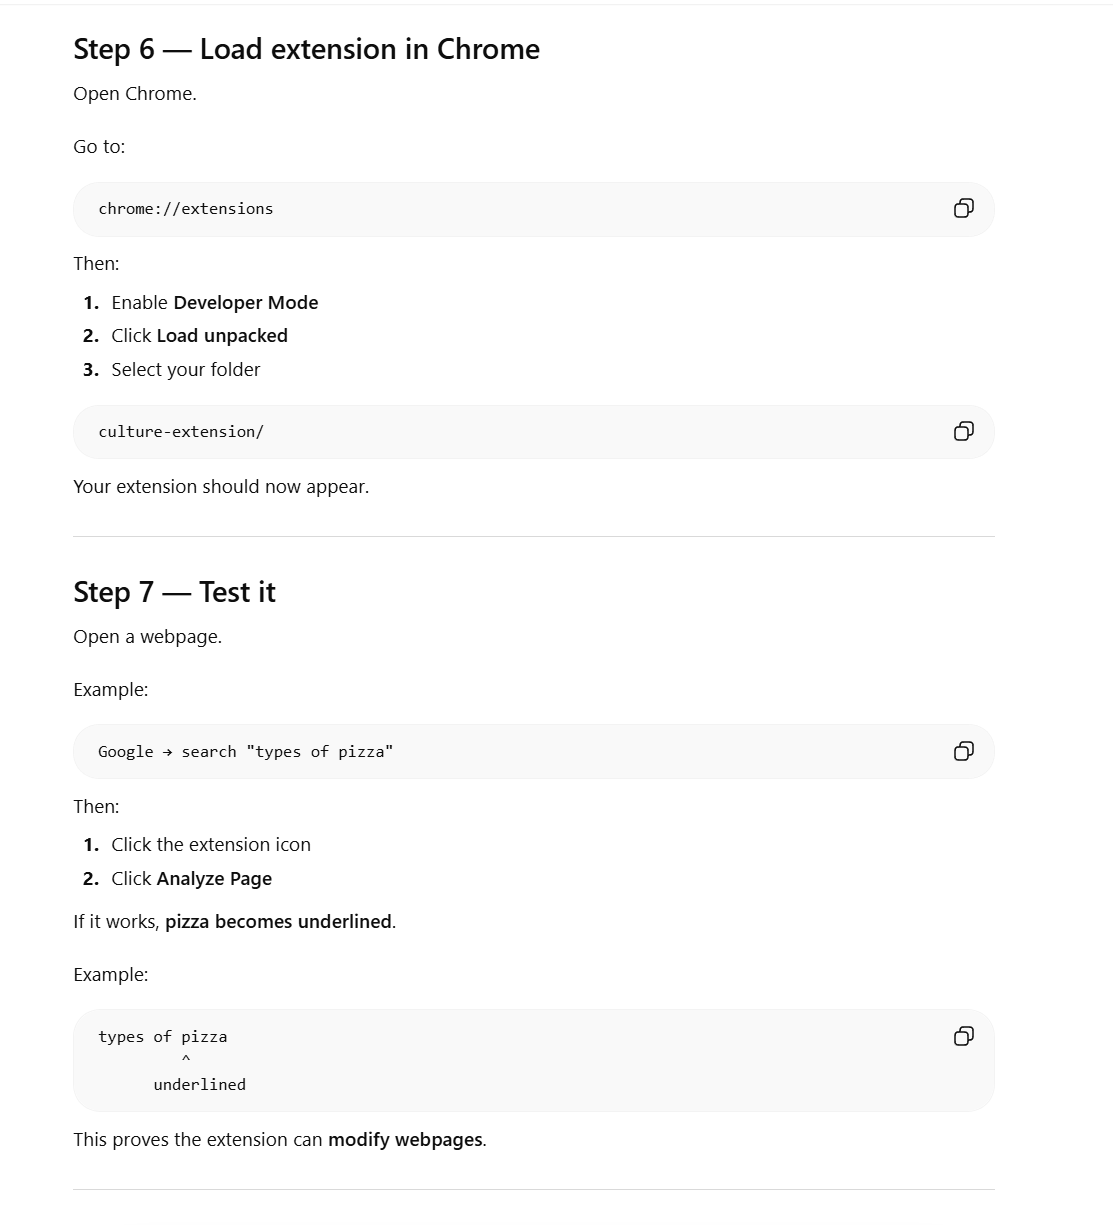 Step 6 — Load extension in Chrome
Open Chrome.
Go to:
chrome://extensions
Then:
1. Enable Developer Mode
2. Click Load unpacked
3. Select your folder
culture-extension/
Your extension should now appear.
Step 7 — Test it
Open a webpage.
Example:
Google → search "types of pizza"
Then:
1. Click the extension icon
2. Click Analyze Page
If it works, pizza becomes underlined.
Example:
types of pizza
^
underlined
This proves the extension can modify webpages.